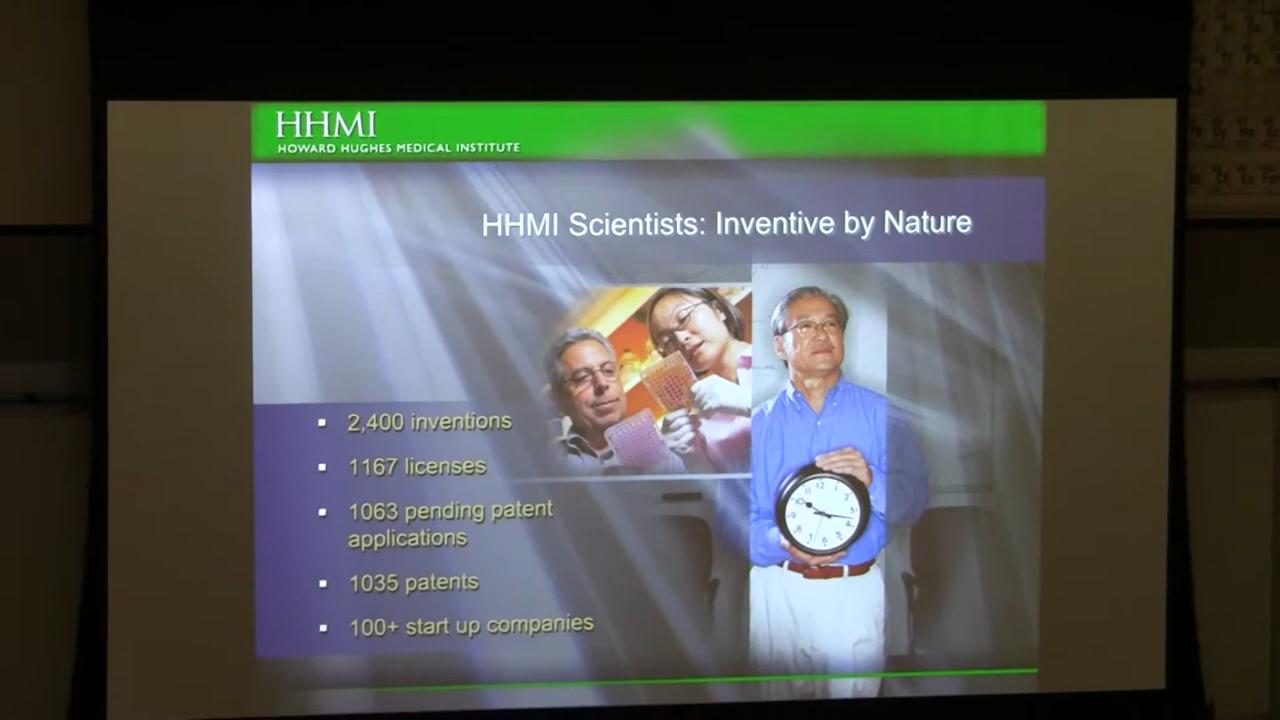 HHMI
HOWARD HUGHES MEDICAL INSTITUTE
HHMI Scientists: Inventive by Nature
▪ 2,400 inventions
▪ 1167 licenses
▪ 1063 pending patent
applications
▪ 1035 patents
▪ 100+ start up companies